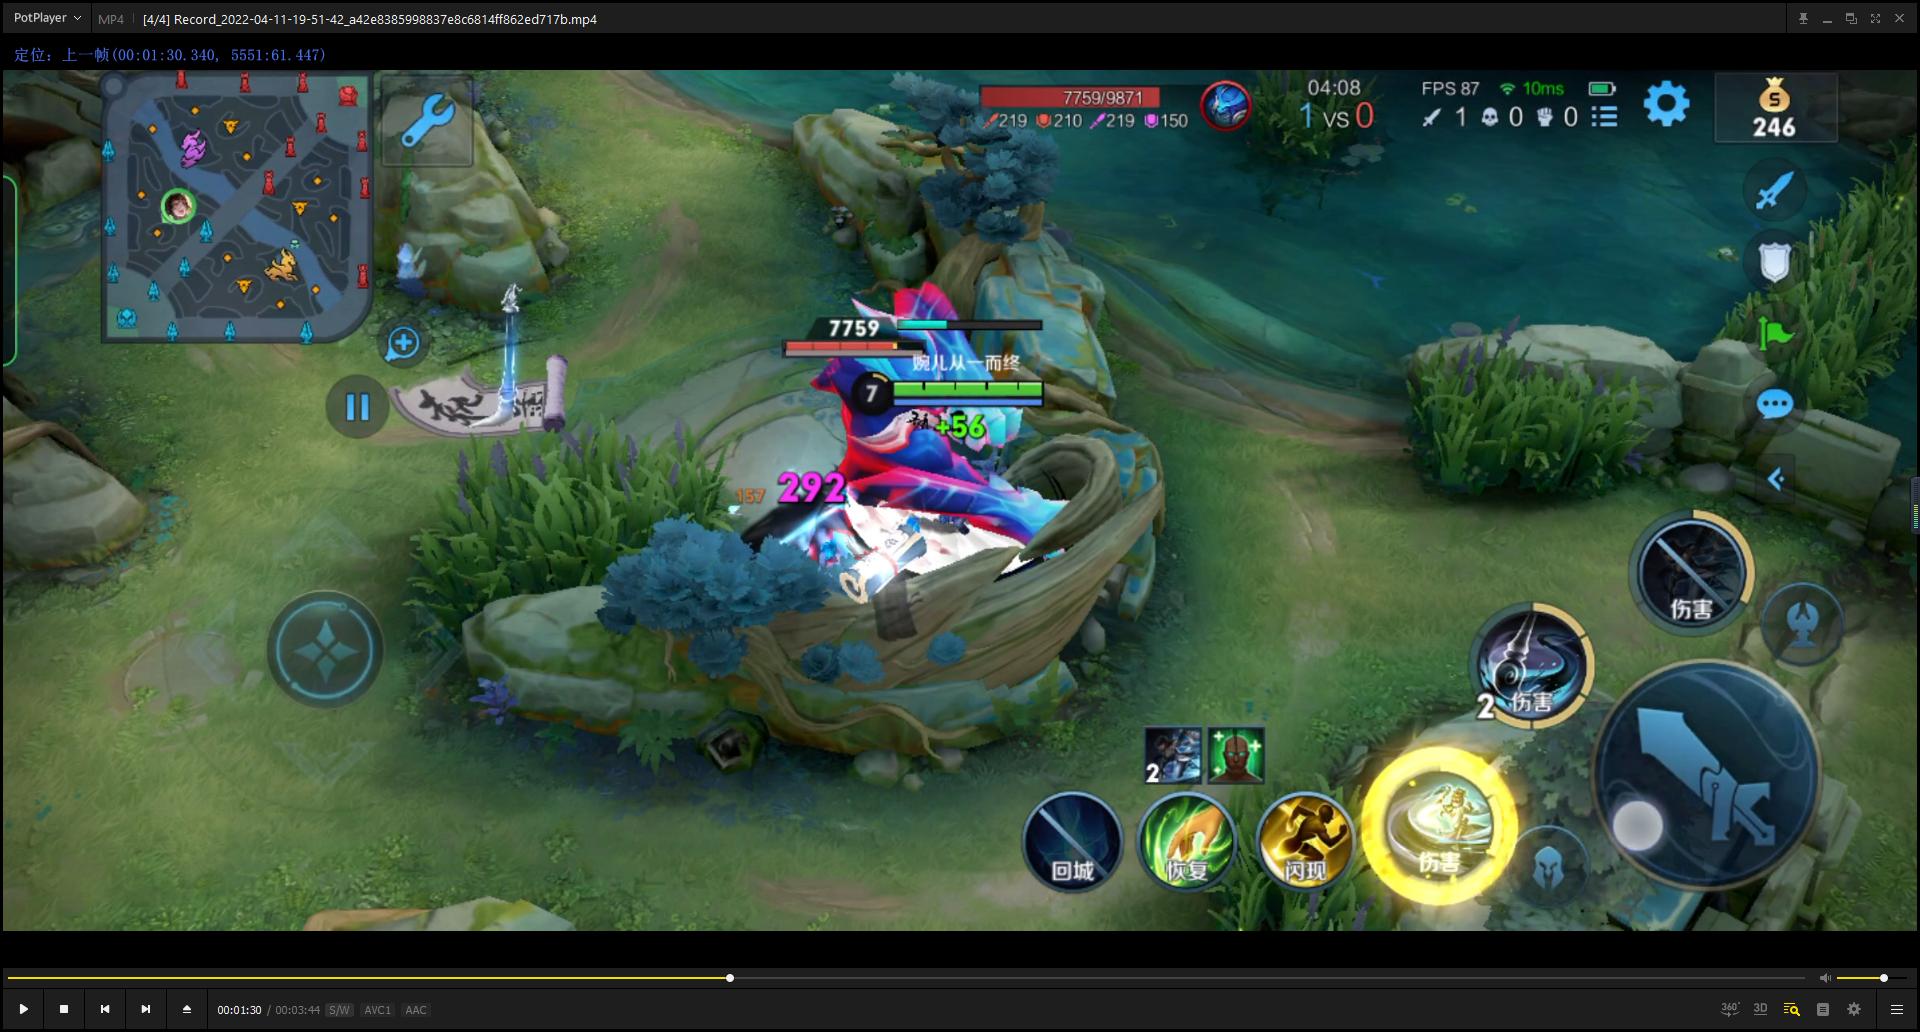 PotPlayer
MP4
[4/4] Record_2022-04-11-19-51-42_a42e8385998837e8c6814ff862ed717b.mp4
定位: 上一帧(00:01:30.340, 5551:61.447)
7759/9871
219 210 219 150
04:08
1 VS 0
FPS 87
10ms
1 0 0
246
7759
婉儿从一而终
7
+56
157
292
伤害
2
伤害
2
回城
恢复
闪现
伤害
00:01:30 / 00:03:44 S/W AVC1 AAC
360° 3D